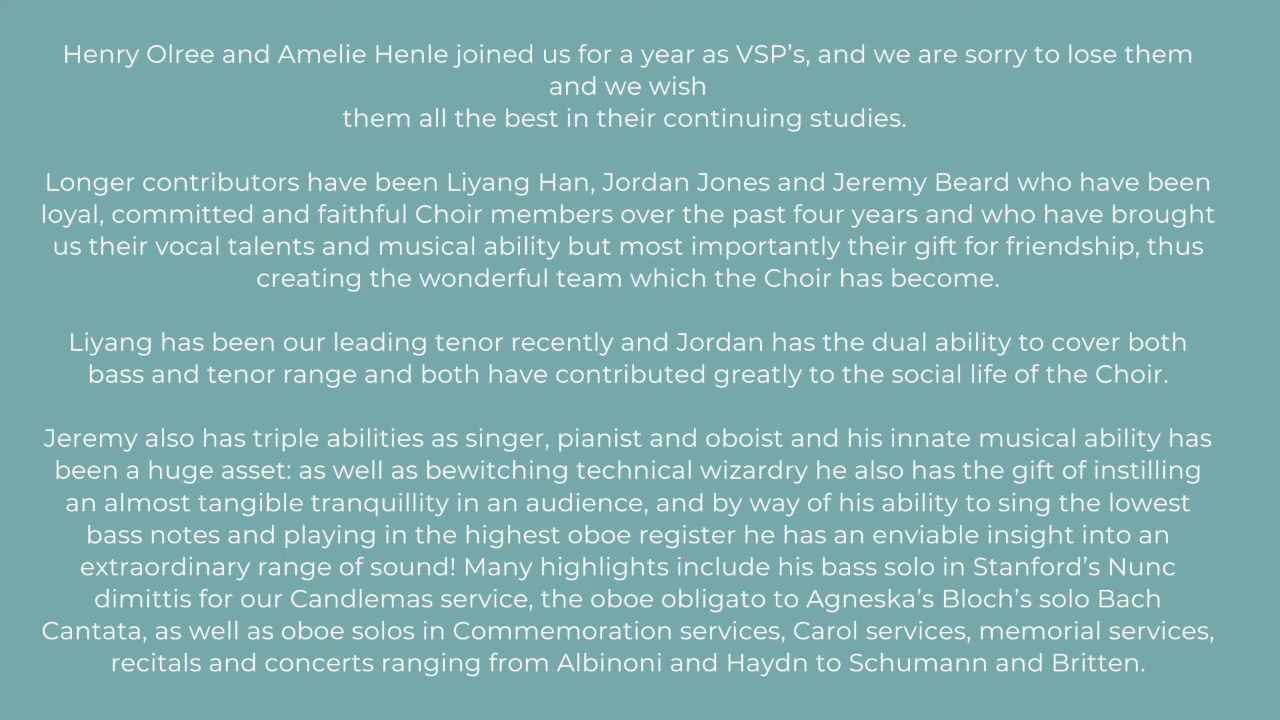 Henry Olree and Amelie Henle joined us for a year as VSP’s, and we are sorry to lose them
and we wish
them all the best in their continuing studies.
Longer contributors have been Liyang Han, Jordan Jones and Jeremy Beard who have been
loyal, committed and faithful Choir members over the past four years and who have brought
us their vocal talents and musical ability but most importantly their gift for friendship, thus
creating the wonderful team which the Choir has become.
Liyang has been our leading tenor recently and Jordan has the dual ability to cover both
bass and tenor range and both have contributed greatly to the social life of the Choir.
Jeremy also has triple abilities as singer, pianist and oboist and his innate musical ability has
been a huge asset: as well as bewitching technical wizardry he also has the gift of instilling
an almost tangible tranquillity in an audience, and by way of his ability to sing the lowest
bass notes and playing in the highest oboe register he has an enviable insight into an
extraordinary range of sound! Many highlights include his bass solo in Stanford’s Nunc
dimittis for our Candlemas service, the oboe obligato to Agneska’s Bloch’s solo Bach
Cantata, as well as oboe solos in Commemoration services, Carol services, memorial services,
recitals and concerts ranging from Albinoni and Haydn to Schumann and Britten.